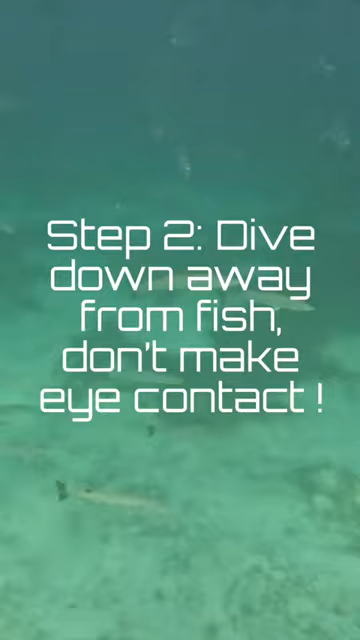 Step 2: Dive
down away
from fish,
don't make
eye contact !